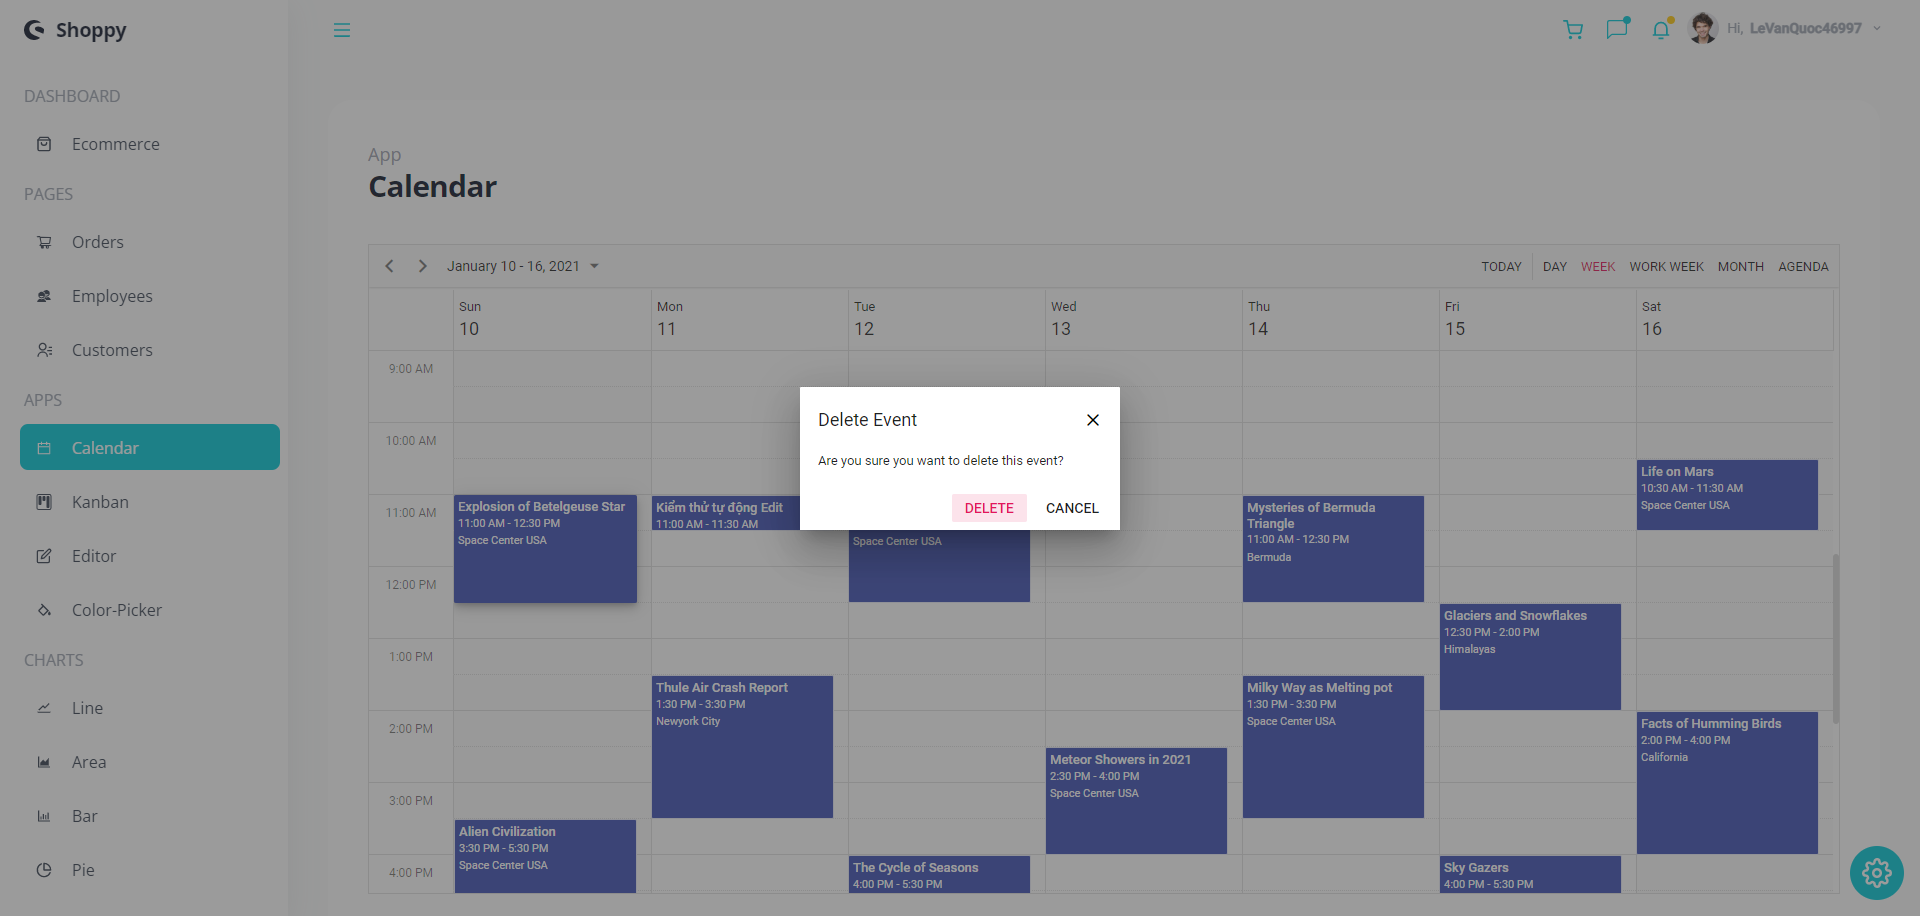 Shoppy
Hi, LeVanQuoc46997
DASHBOARD
Ecommerce
PAGES
Orders
Employees
Customers
APPS
Calendar
Kanban
Editor
Color-Picker
CHARTS
Line
Area
Bar
Pie
App
Calendar
January 10 - 16, 2021
TODAY
DAY
WEEK
WORK WEEK
MONTH
AGENDA
Sun
10
Mon
11
Tue
12
Wed
13
Thu
14
Fri
15
Sat
16
9:00 AM
10:00 AM
11:00 AM
12:00 PM
1:00 PM
2:00 PM
3:00 PM
4:00 PM
Explosion of Betelgeuse Star
11:00 AM - 12:30 PM
Space Center USA
Alien Civilization
3:30 PM - 5:30 PM
Space Center USA
Kiểm thử tự động Edit
11:00 AM - 11:30 AM
Thule Air Crash Report
1:30 PM - 3:30 PM
Newyork City
Space Center USA
The Cycle of Seasons
4:00 PM - 5:30 PM
Meteor Showers in 2021
2:30 PM - 4:00 PM
Space Center USA
Mysteries of Bermuda
Triangle
11:00 AM - 12:30 PM
Bermuda
Milky Way as Melting pot
1:30 PM - 3:30 PM
Space Center USA
Glaciers and Snowflakes
12:30 PM - 2:00 PM
Himalayas
Sky Gazers
4:00 PM - 5:30 PM
Life on Mars
10:30 AM - 11:30 AM
Space Center USA
Facts of Humming Birds
2:00 PM - 4:00 PM
California
Delete Event
Are you sure you want to delete this event?
DELETE
CANCEL